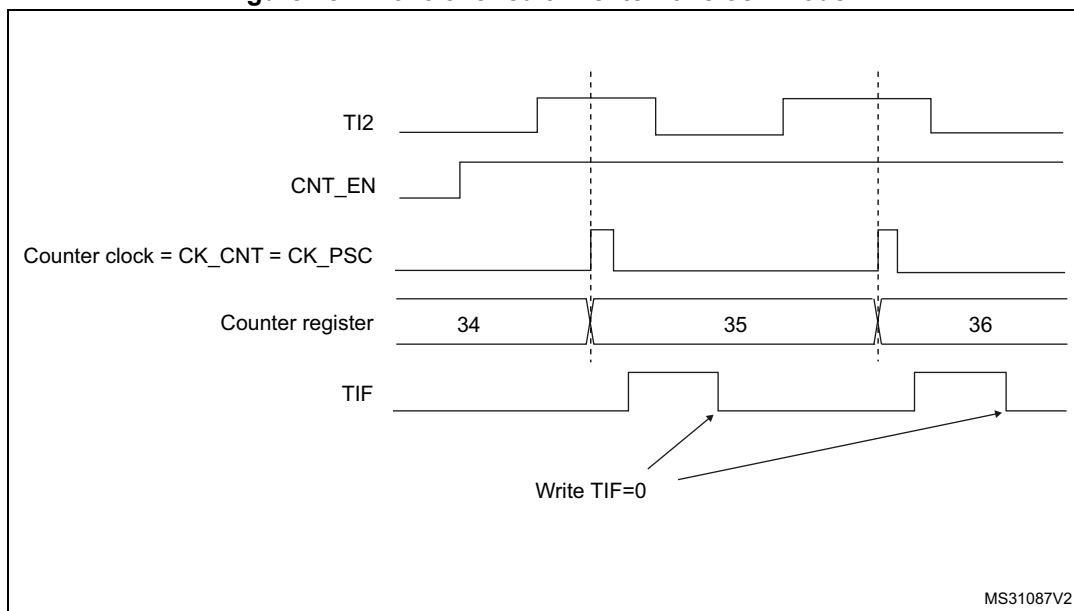 TI2
CNT_EN
Counter clock = CK_CNT = CK_PSC
Counter register 34 35 36
TIF
Write TIF=0
MS31087V2